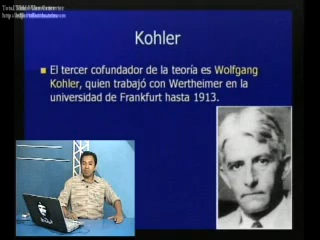 Kohler
El tercer cofundador de la teoría es Wolfgang
Kohler, quien trabajó con Wertheimer en la
universidad de Frankfurt hasta 1913.